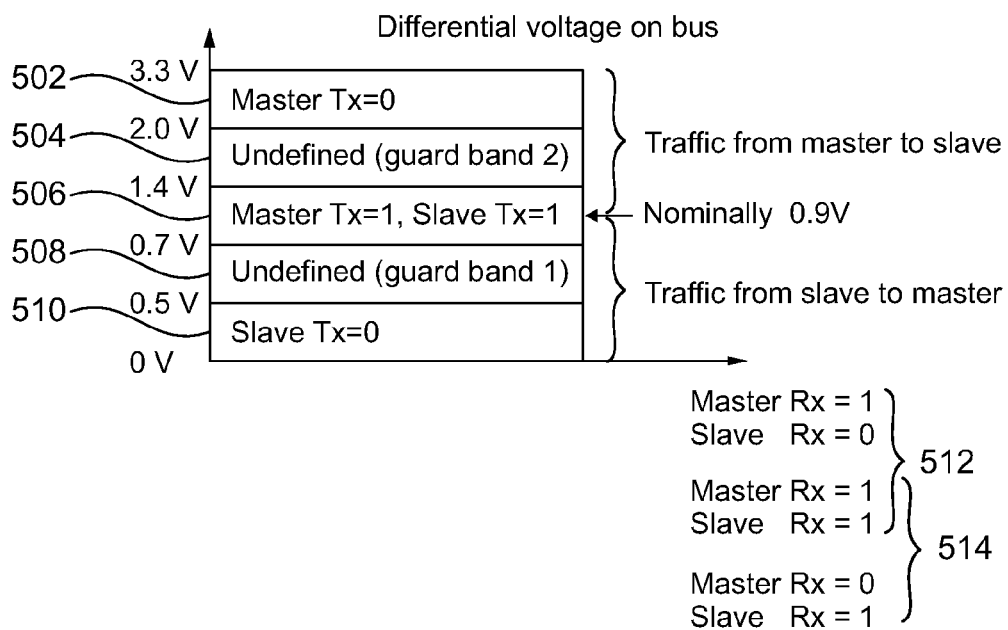 Differential voltage on bus
502
3.3 V
Master Tx=0
504
2.0 V
Undefined (guard band 2)
Traffic from master to slave
506
1.4 V
Master Tx=1, Slave Tx=1
Nominally 0.9V
508
0.7 V
Undefined (guard band 1)
Traffic from slave to master
510
0.5 V
Slave Tx=0
0 V
Master Rx = 1
Slave Rx = 0
512
Master Rx = 1
Slave Rx = 1
514
Master Rx = 0
Slave Rx = 1